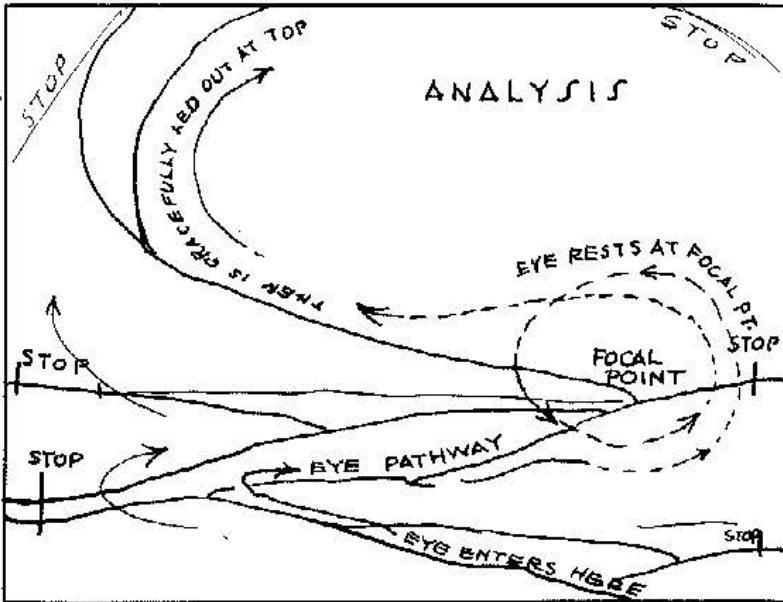 STOP
STOP
ANALYSIS
THEN IS GRACEFULLY LED OUT AT TOP
EYE RESTS AT FOCAL PT.
STOP
STOP
FOCAL
POINT
STOP
EYE PATHWAY
STOP
EYE ENTERS HERE